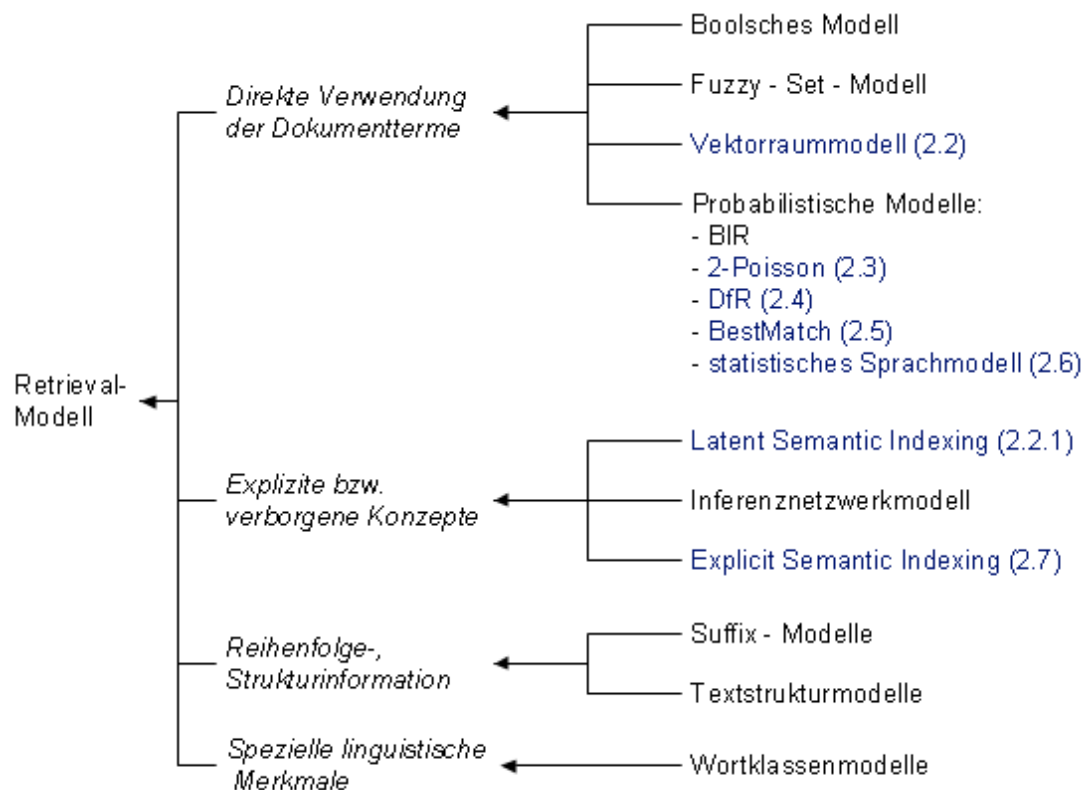 Boolsches Modell
Direkte Verwendung
der Dokumentterme
Fuzzy - Set - Modell
Vektorraummodell (2.2)
Probabilistische Modelle:
- BIR
- 2-Poisson (2.3)
- DfR (2.4)
- BestMatch (2.5)
- statistisches Sprachmodell (2.6)
Retrieval-
Modell
Explizite bzw.
verborgene Konzepte
Latent Semantic Indexing (2.2.1)
Inferenznetzwerkmodell
Explicit Semantic Indexing (2.7)
Reihenfolge-,
Strukturinformation
Suffix - Modelle
Textstrukturmodelle
Spezielle linguistische
Merkmale
Wortklassenmodelle